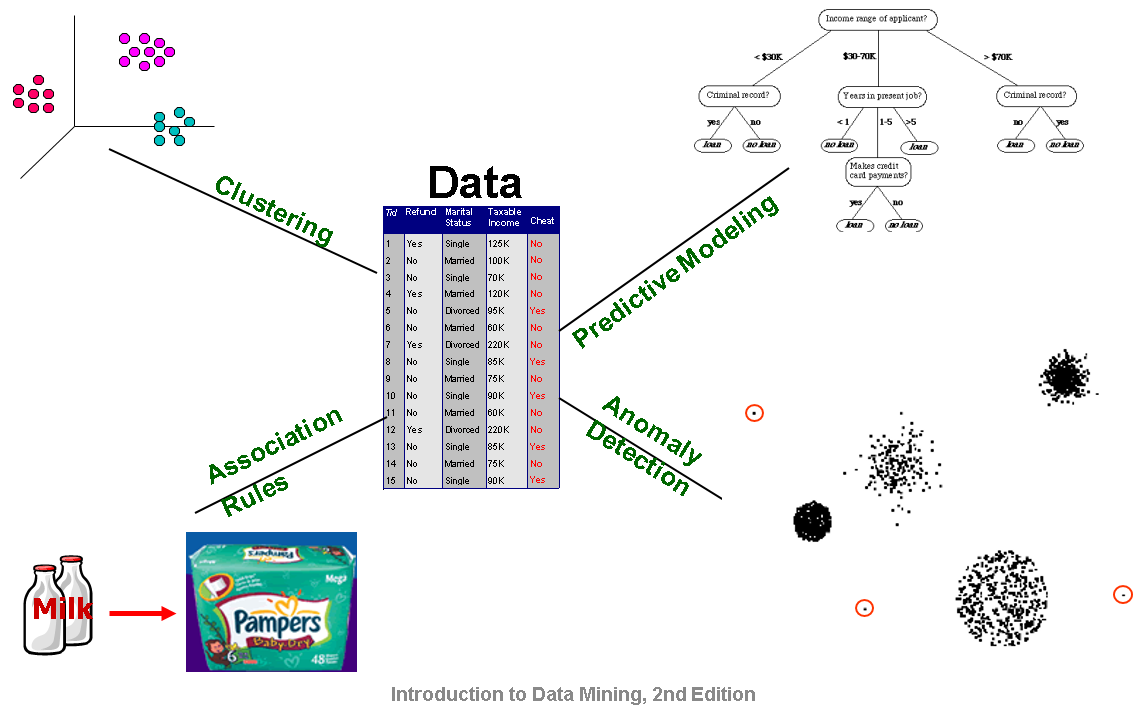 Income range of applicant?
< $30K
$30-70K
> $70K
Criminal record?
Years in present job?
Criminal record?
yes
no
< 1
1-5
>5
no
yes
loan
no loan
no loan
loan
loan
no loan
Makes credit
card payments?
yes
no
loan
no loan
Clustering
Data
Predictive Modeling
Tid Refund Marital Status Taxable Income Cheat
1 Yes Single 125K No
2 No Married 100K No
3 No Single 70K No
4 Yes Married 120K No
5 No Divorced 95K Yes
6 No Married 60K No
7 Yes Divorced 220K No
8 No Single 85K Yes
9 No Married 75K No
10 No Single 90K Yes
11 No Married 60K No
12 Yes Divorced 220K No
13 No Single 85K Yes
14 No Married 75K No
15 No Single 90K Yes
Association
Rules
Anomaly
Detection
Milk
Pampers
Mega
Pampers
Baby-Dry
6
48
Introduction to Data Mining, 2nd Edition